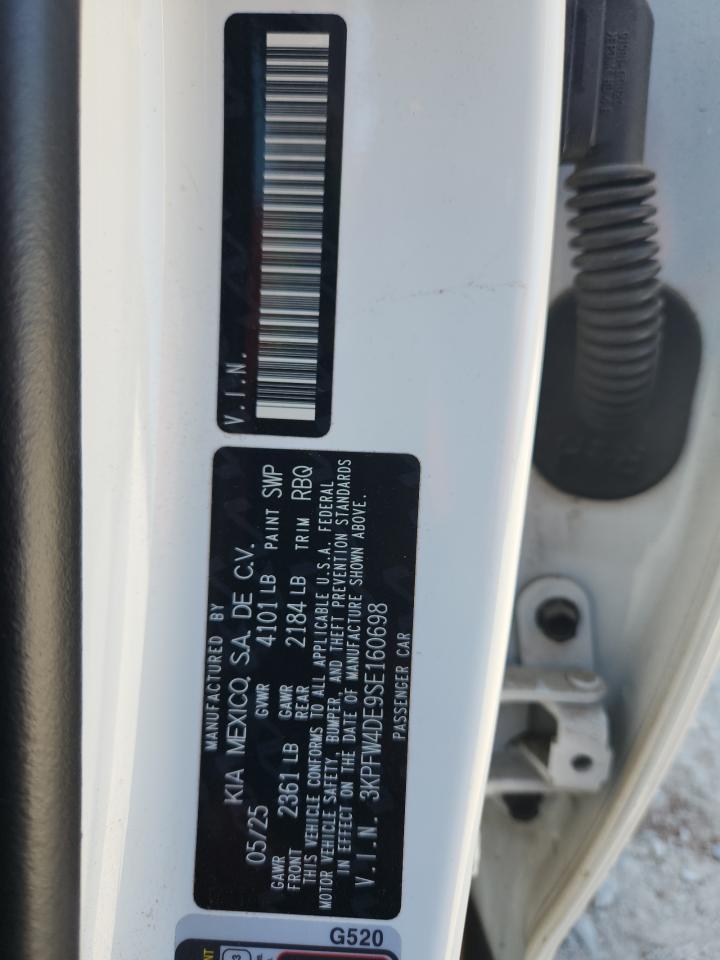 V.I.N.
MANUFACTURED BY
KIA MEXICO, S.A. DE C.V.
05/25 GVWR 4101 LB PAINT SWP
GAWR FRONT 2361 LB GAWR REAR 2184 LB TRIM RBQ
THIS VEHICLE CONFORMS TO ALL APPLICABLE U.S.A. FEDERAL
MOTOR VEHICLE SAFETY, BUMPER, AND THEFT PREVENTION STANDARDS
IN EFFECT ON THE DATE OF MANUFACTURE SHOWN ABOVE.
V.I.N. 3KPFW4DE9SE160698
PASSENGER CAR
G520